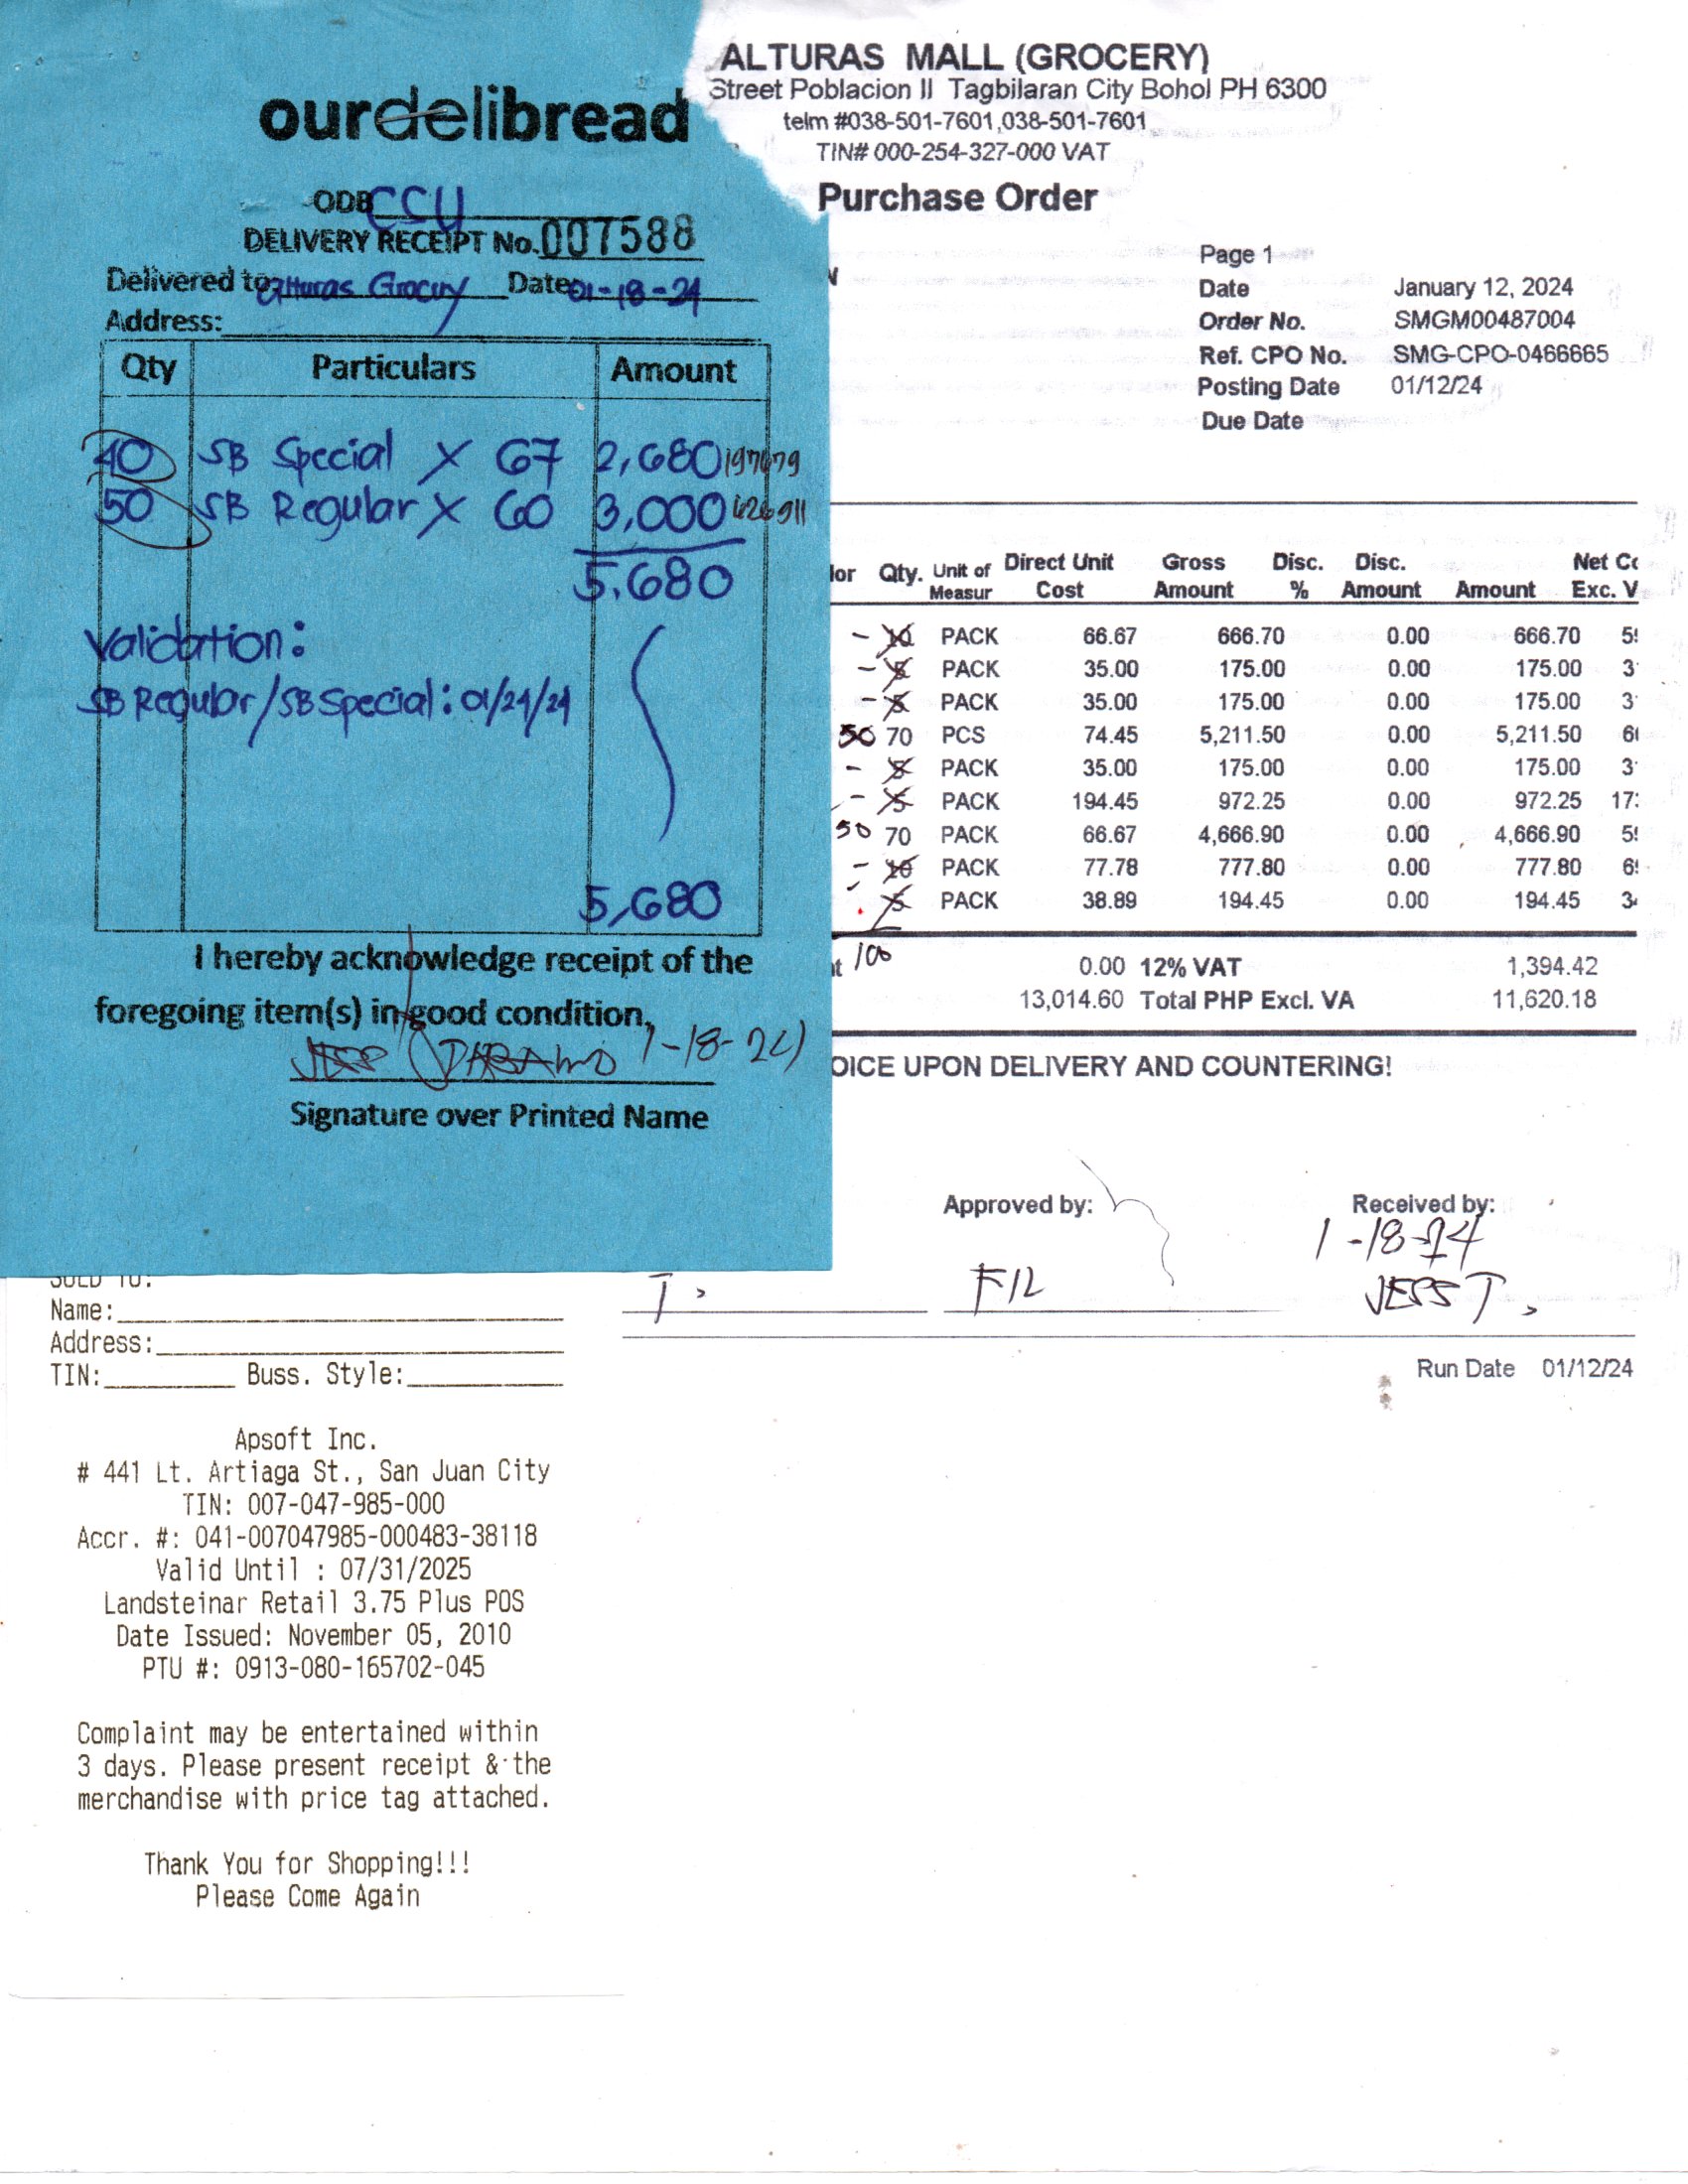 ourdelibread
ODB CCU
DELIVERY RECEIPT No. 007588
Delivered to: Alturas Grocery Date: 01-18-24
Address:
Qty Particulars Amount
40 SB Special X 67 2,680 197679
50 SB Regular X 60 3,000 626911
5,680
Validation:
SB Regular/SB Special: 01/24/24
5,680
I hereby acknowledge receipt of the
foregoing item(s) in good condition.
1-18-24
Signature over Printed Name
ALTURAS MALL (GROCERY)
Street Poblacion II Tagbilaran City Bohol PH 6300
telm #038-501-7601,038-501-7601
TIN# 000-254-327-000 VAT
Purchase Order
Page 1
Date January 12, 2024
Order No. SMGM00487004
Ref. CPO No. SMG-CPO-0466665
Posting Date 01/12/24
Due Date
Qty. Unit of Measur Direct Unit Cost Gross Amount Disc. % Disc. Amount Amount Net Exc.
- 10 PACK 66.67 666.70 0.00 666.70
- 5 PACK 35.00 175.00 0.00 175.00
- 5 PACK 35.00 175.00 0.00 175.00
50 70 PCS 74.45 5,211.50 0.00 5,211.50
- 5 PACK 35.00 175.00 0.00 175.00
- 5 PACK 194.45 972.25 0.00 972.25
50 70 PACK 66.67 4,666.90 0.00 4,666.90
- 10 PACK 77.78 777.80 0.00 777.80
- 5 PACK 38.89 194.45 0.00 194.45
100 0.00 12% VAT 1,394.42
13,014.60 Total PHP Excl. VA 11,620.18
OICE UPON DELIVERY AND COUNTERING!
Approved by: Received by:
1-18-24
T. FIL JESS T.
Run Date 01/12/24
SOLD TO:
Name:
Address:
TIN: Buss. Style:
Apsoft Inc.
# 441 Lt. Artiaga St., San Juan City
TIN: 007-047-985-000
Accr. #: 041-007047985-000483-38118
Valid Until : 07/31/2025
Landsteinar Retail 3.75 Plus POS
Date Issued: November 05, 2010
PTU #: 0913-080-165702-045
Complaint may be entertained within
3 days. Please present receipt & the
merchandise with price tag attached.
Thank You for Shopping!!!
Please Come Again